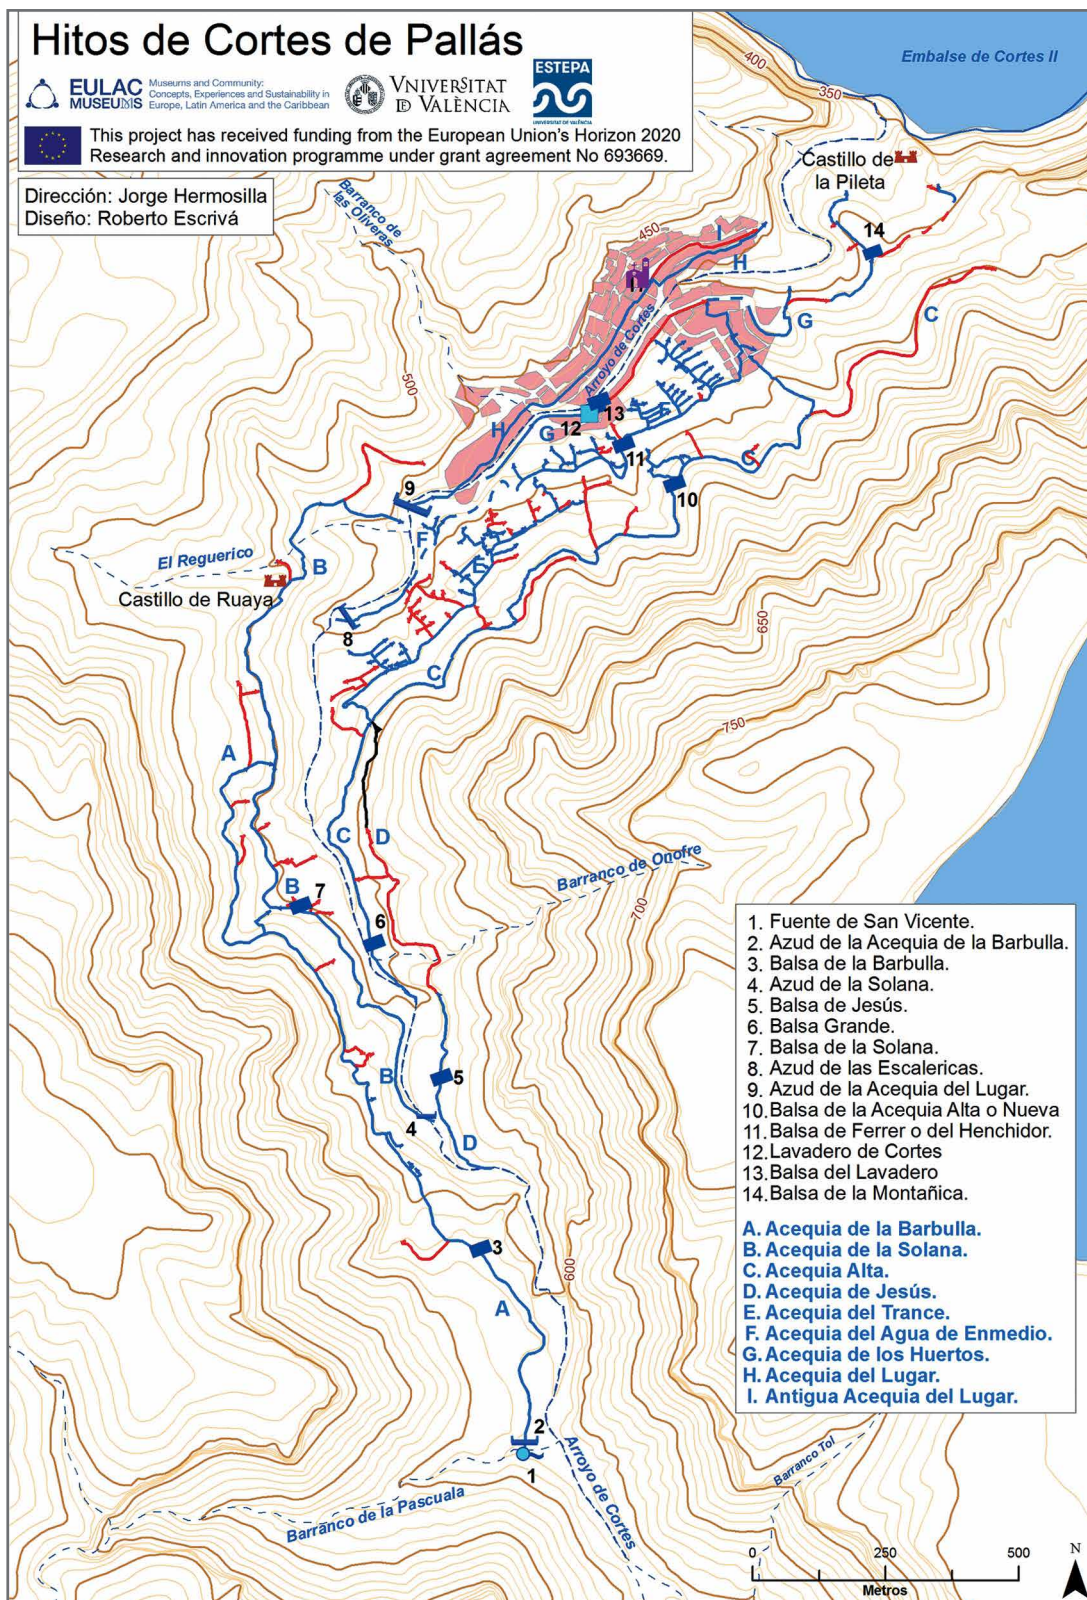 Hitos de Cortes de Pallás
EULAC
MUSEUMS
Museums and Community:
Concepts, Experiences and Sustainability in
Europe, Latin America and the Caribbean
VNIVERSITAT
D VALÈNCIA
ESTEPA
UNIVERSITAT DE VALÈNCIA
This project has received funding from the European Union's Horizon 2020
Research and innovation programme under grant agreement No 693669.
Dirección: Jorge Hermosilla
Diseño: Roberto Escrivá
Embalse de Cortes II
400
350
Castillo de
la Pileta
Barranco de
las Oliveras
450
I
H
14
C
G
Arroyo de Cortes
500
13
12
H
G
11
C
10
9
F
El Reguerico
B
E
Castillo de Ruaya
8
650
C
750
A
C
D
Barranco de Onofre
B
7
700
6
B
5
4
D
3
600
A
2
1
Arroyo de Cortes
Barranco de la Pascuala
Barranco Tol
1. Fuente de San Vicente.
2. Azud de la Acequia de la Barbulla.
3. Balsa de la Barbulla.
4. Azud de la Solana.
5. Balsa de Jesús.
6. Balsa Grande.
7. Balsa de la Solana.
8. Azud de las Escalericas.
9. Azud de la Acequia del Lugar.
10. Balsa de la Acequia Alta o Nueva
11. Balsa de Ferrer o del Henchidor.
12. Lavadero de Cortes
13. Balsa del Lavadero
14. Balsa de la Montañica.
A. Acequia de la Barbulla.
B. Acequia de la Solana.
C. Acequia Alta.
D. Acequia de Jesús.
E. Acequia del Trance.
F. Acequia del Agua de Enmedio.
G. Acequia de los Huertos.
H. Acequia del Lugar.
I. Antigua Acequia del Lugar.
0 250 500
Metros
N